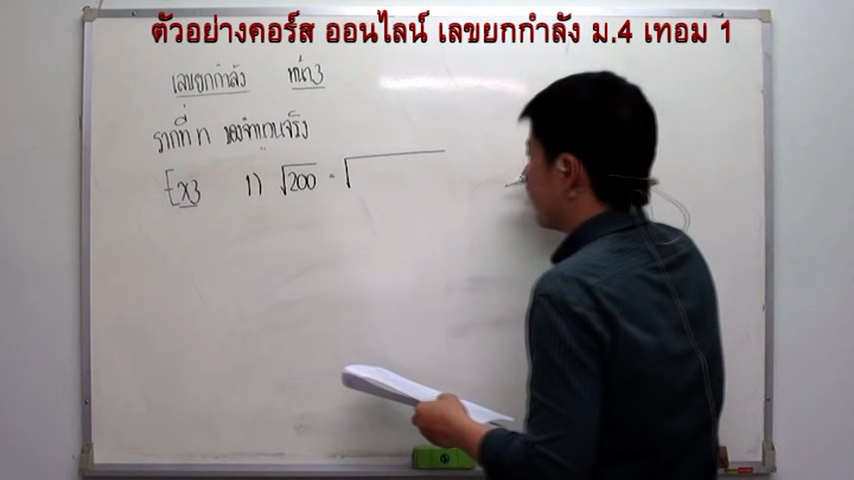 ตัวอย่างคอร์ส ออนไลน์ เลขยกกำลัง ม.4 เทอม 1
เลขยกกำลัง หน้า 3
รากที่ n ของจำนวนจริง
Ex3 1) √200 = √